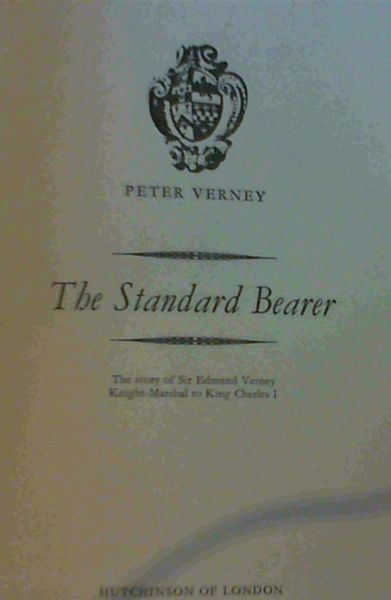 PETER VERNEY
The Standard Bearer
The story of Sir Edmund Verney
Knight-Marshal to King Charles I
HUTCHINSON OF LONDON